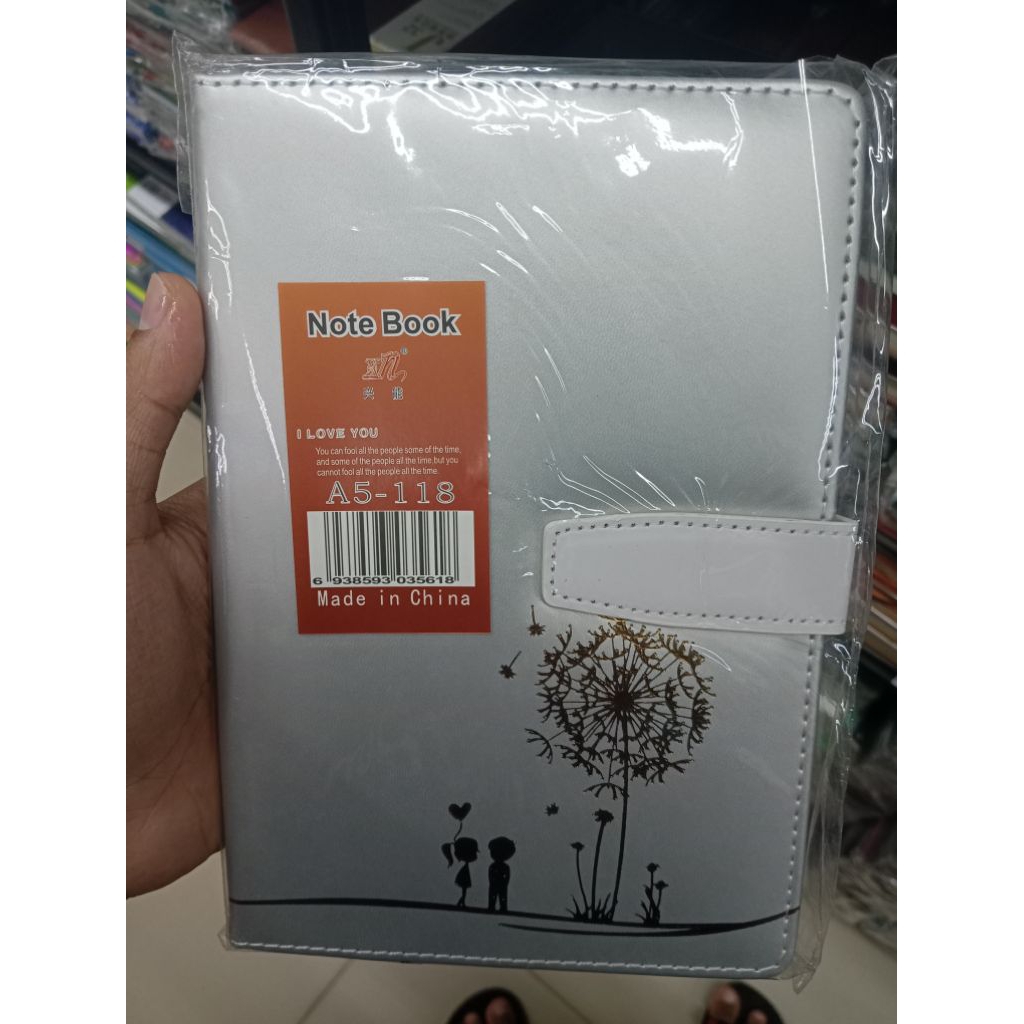 Note Book
兴 俤
I LOVE YOU
You can fool all the people some of the time,
and some of the people all the time,but you
cannot fool all the people all the time.
A5-118
6 938593 035618
Made in China